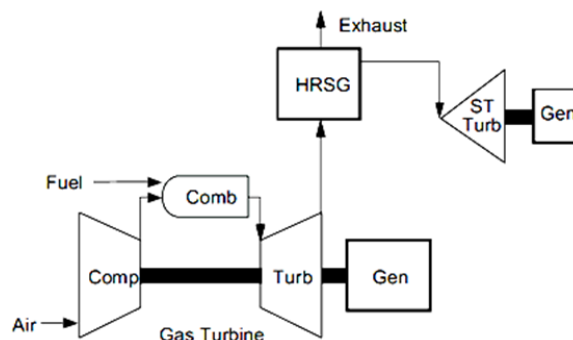 Exhaust
HRSG
ST
Turb
Gen
Fuel
Comb
Comp
Turb
Gen
Air
Gas Turbine